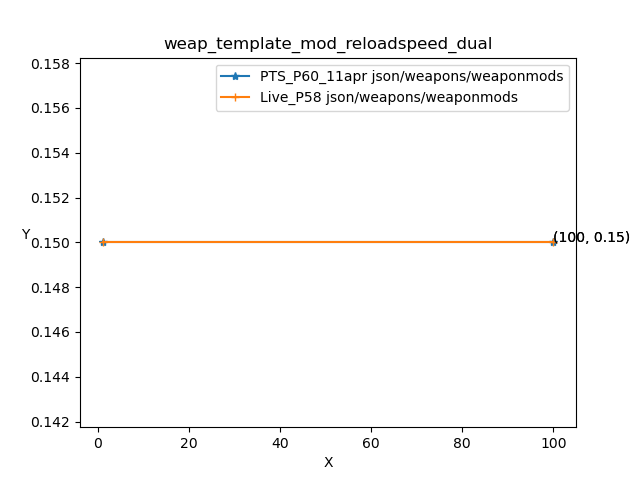 weap_template_mod_reloadspeed_dual
PTS_P60_11apr json/weapons/weaponmods
Live_P58 json/weapons/weaponmods
0.158
0.156
0.154
0.152
0.150
0.148
0.146
0.144
0.142
Y
(100, 0.15)
0 20 40 60 80 100
X